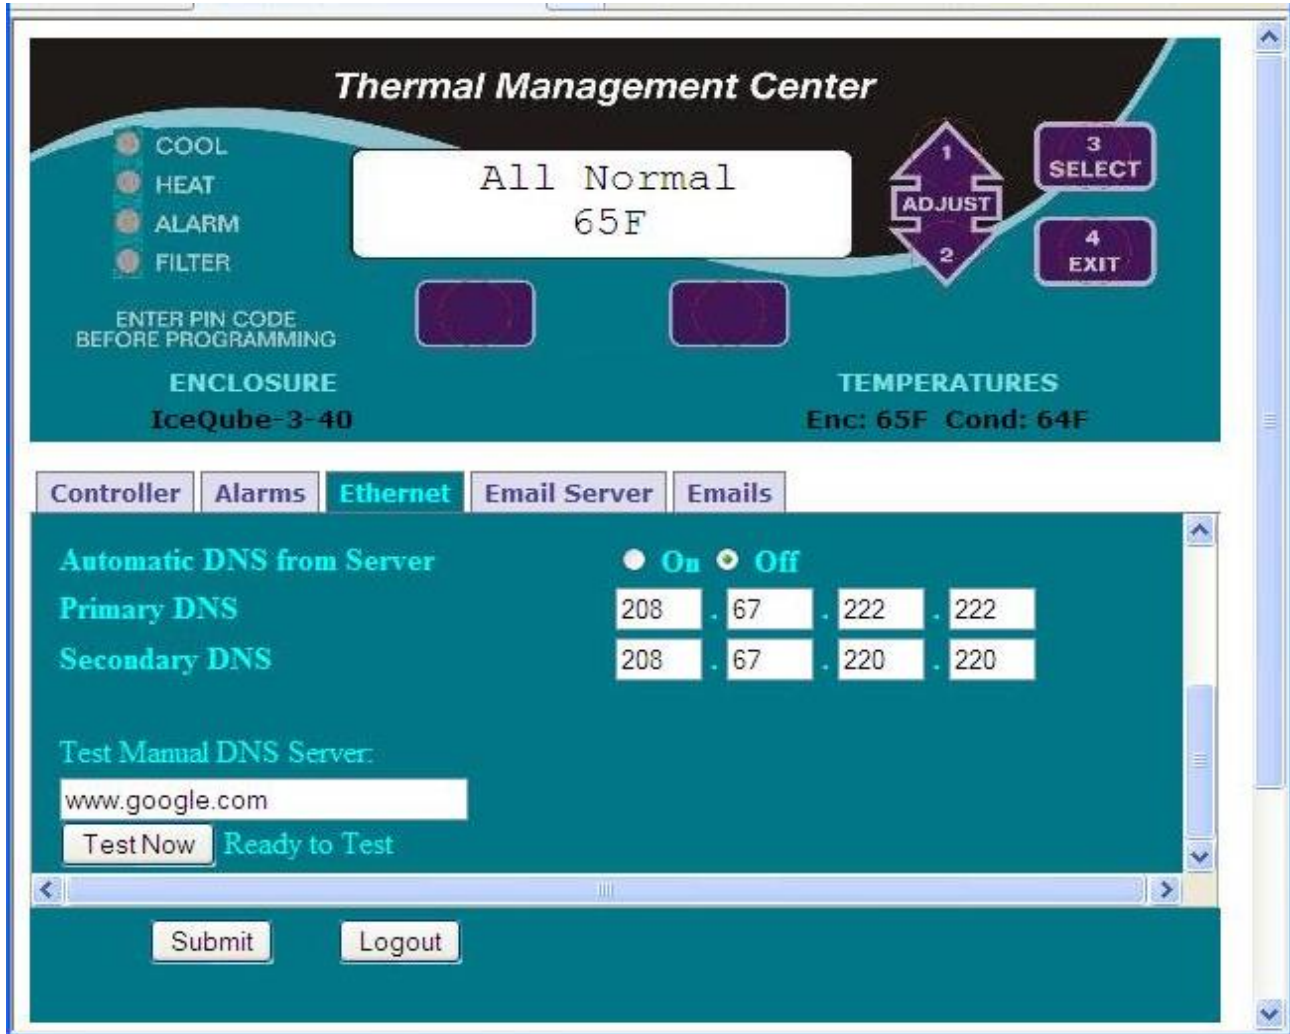 Thermal Management Center
COOL
HEAT
ALARM
FILTER
All Normal
65F
1
ADJUST
2
3
SELECT
4
EXIT
ENTER PIN CODE
BEFORE PROGRAMMING
ENCLOSURE
IceQube-3-40
TEMPERATURES
Enc: 65F Cond: 64F
Controller Alarms Ethernet Email Server Emails
Automatic DNS from Server On Off
Primary DNS 208 . 67 . 222 . 222
Secondary DNS 208 . 67 . 220 . 220
Test Manual DNS Server:
www.google.com
Test Now Ready to Test
Submit Logout